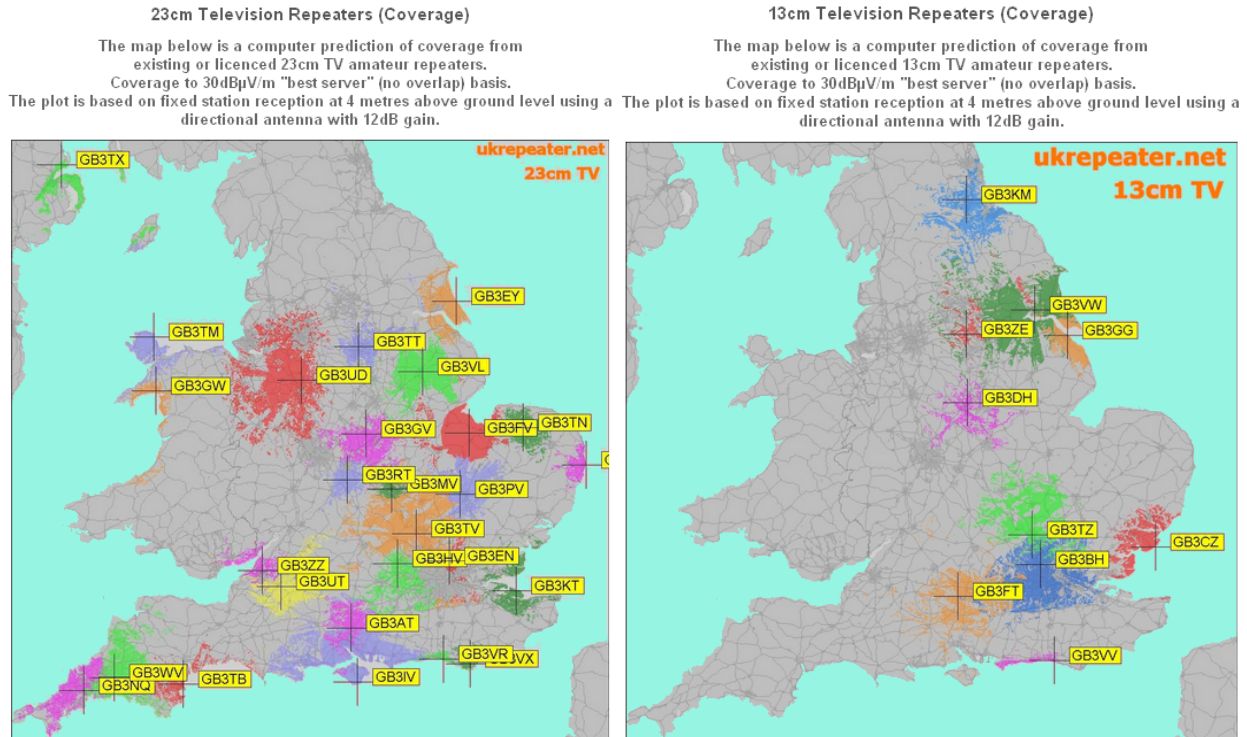 23cm Television Repeaters (Coverage)
The map below is a computer prediction of coverage from
existing or licenced 23cm TV amateur repeaters.
Coverage to 30dBµV/m "best server" (no overlap) basis.
The plot is based on fixed station reception at 4 metres above ground level using a
directional antenna with 12dB gain.
ukrepeater.net
23cm TV
GB3TX
GB3EY
GB3TM
GB3TT
GB3VL
GB3UD
GB3GW
GB3TN
GB3FV
GB3GV
GB3RT
GB3MV
GB3PV
GB3TV
GB3EN
GB3HV
GB3ZZ
GB3UT
GB3KT
GB3AT
GB3VR
GB3VX
GB3WV
GB3TB
GB3IV
GB3NQ
13cm Television Repeaters (Coverage)
The map below is a computer prediction of coverage from
existing or licenced 13cm TV amateur repeaters.
Coverage to 30dBµV/m "best server" (no overlap) basis.
The plot is based on fixed station reception at 4 metres above ground level using a
directional antenna with 12dB gain.
ukrepeater.net
13cm TV
GB3KM
GB3VW
GB3ZE
GB3GG
GB3DH
GB3TZ
GB3CZ
GB3BH
GB3FT
GB3VV